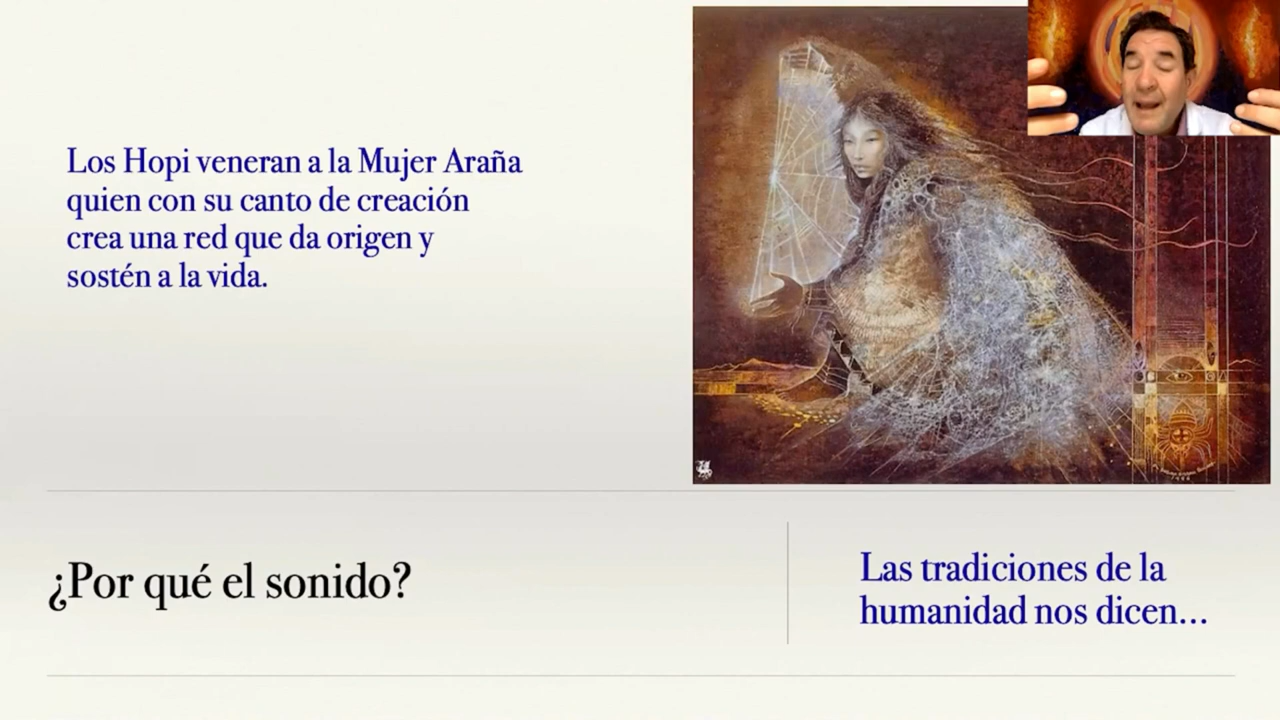 Los Hopi veneran a la Mujer Araña
quien con su canto de creación
crea una red que da origen y
sostén a la vida.
¿Por qué el sonido?
Las tradiciones de la
humanidad nos dicen...